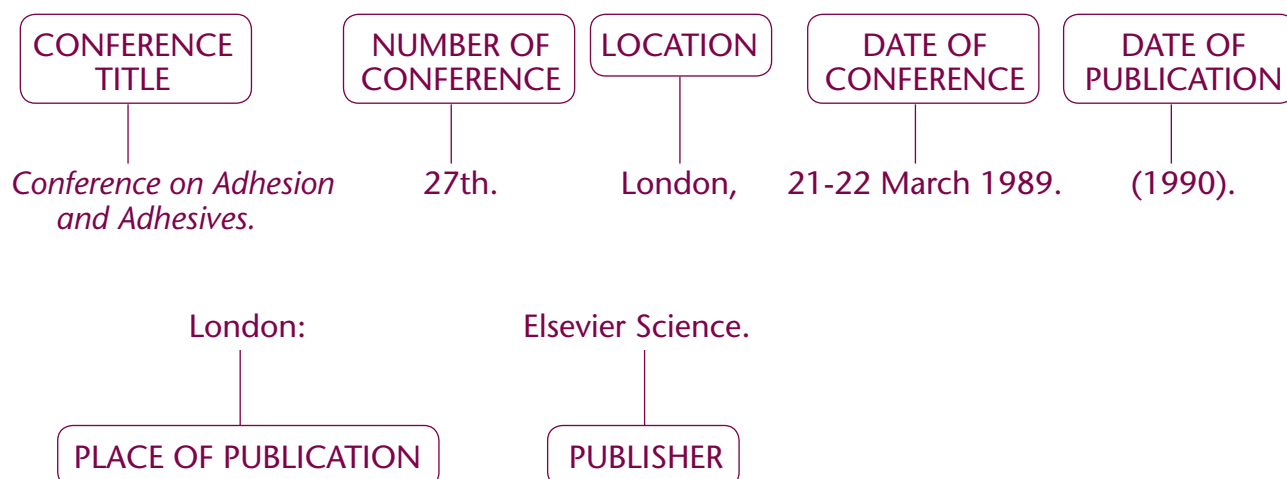 CONFERENCE TITLE
NUMBER OF CONFERENCE
LOCATION
DATE OF CONFERENCE
DATE OF PUBLICATION
Conference on Adhesion
and Adhesives.
27th.
London,
21-22 March 1989.
(1990).
London:
Elsevier Science.
PLACE OF PUBLICATION
PUBLISHER